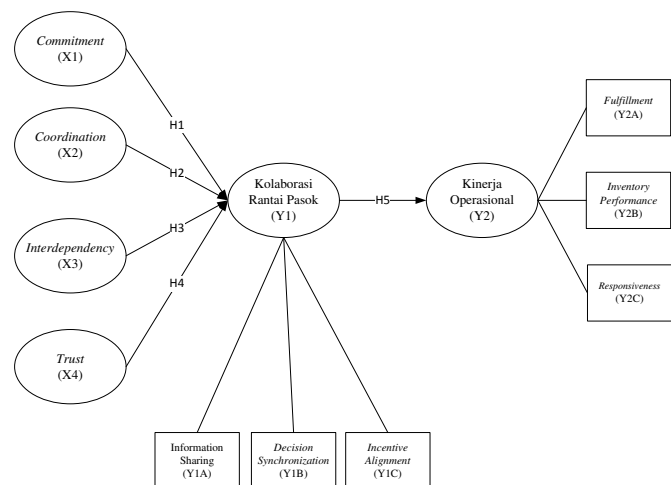 Commitment
(X1)
Coordination
(X2)
Interdependency
(X3)
Trust
(X4)
H1
H2
H3
H4
Kolaborasi
Rantai Pasok
(Y1)
H5
Kinerja
Operasional
(Y2)
Fulfillment
(Y2A)
Inventory
Performance
(Y2B)
Responsiveness
(Y2C)
Information
Sharing
(Y1A)
Decision
Synchronization
(Y1B)
Incentive
Alignment
(Y1C)